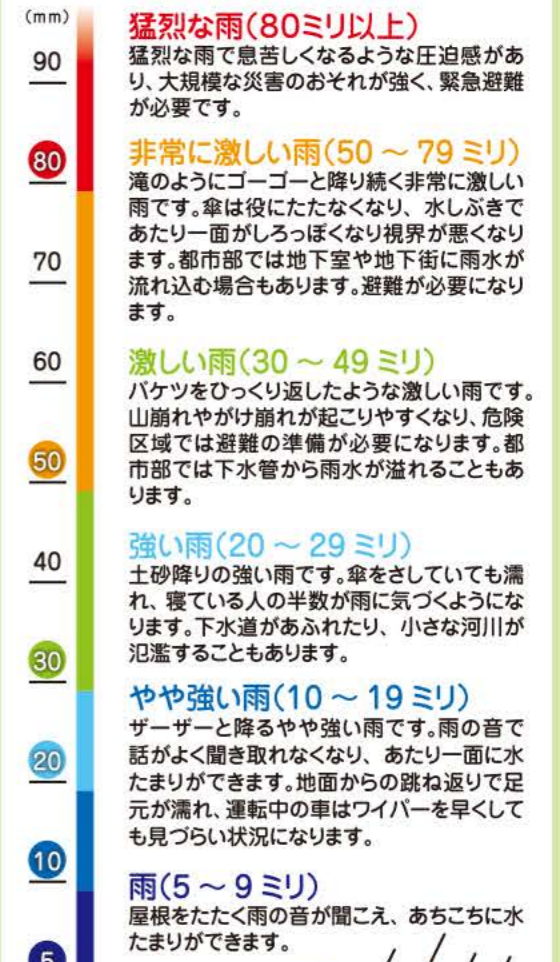 (mm)
90
80
70
60
50
40
30
20
10
5
猛烈な雨(80ミリ以上)
猛烈な雨で息苦しくなるような圧迫感があ
り、大規模な災害のおそれが強く、緊急避難
が必要です。
非常に激しい雨(50 ～ 79 ミリ)
滝のようにゴーゴーと降り続く非常に激しい
雨です。傘は役にたたなくなり、水しぶきで
あたり一面がしろっぽくなり視界が悪くなり
ます。都市部では地下室や地下街に雨水が
流れ込む場合もあります。避難が必要になり
ます。
激しい雨(30 ～ 49 ミリ)
バケツをひっくり返したような激しい雨です。
山崩れやがけ崩れが起こりやすくなり、危険
区域では避難の準備が必要になります。都
市部では下水管から雨水が溢れることもあ
ります。
強い雨(20 ～ 29 ミリ)
土砂降りの強い雨です。傘をさしていても濡
れ、寝ている人の半数が雨に気づくようにな
ります。下水道があふれたり、小さな河川が
氾濫することもあります。
やや強い雨(10 ～ 19 ミリ)
ザーザーと降るやや強い雨です。雨の音で
話がよく聞き取れなくなり、あたり一面に水
たまりができます。地面からの跳ね返りで足
元が濡れ、運転中の車はワイパーを早くして
も見づらい状況になります。
雨(5 ～ 9 ミリ)
屋根をたたく雨の音が聞こえ、あちこちに水
たまりができます。